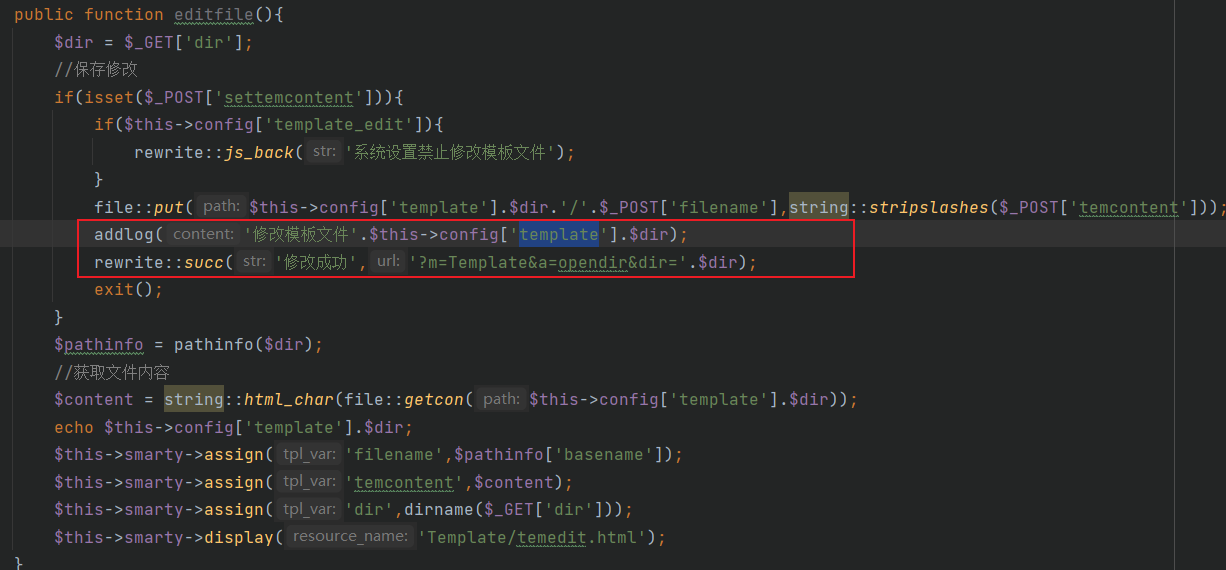 public function editfile(){
$dir = $_GET['dir'];
//保存修改
if(isset($_POST['settemcontent'])){
if($this->config['template_edit']){
rewrite::js_back( str: '系统设置禁止修改模板文件');
}
file::put( path: $this->config['template'].$dir.'/'.$_POST['filename'],string::stripslashes($_POST['temcontent']));
addlog( content: '修改模板文件'.$this->config['template'].$dir);
rewrite::succ( str: '修改成功', url: '?m=Template&a=opendir&dir='.$dir);
exit();
}
$pathinfo = pathinfo($dir);
//获取文件内容
$content = string::html_char(file::getcon( path: $this->config['template'].$dir));
echo $this->config['template'].$dir;
$this->smarty->assign( tpl_var: 'filename',$pathinfo['basename']);
$this->smarty->assign( tpl_var: 'temcontent',$content);
$this->smarty->assign( tpl_var: 'dir',dirname($_GET['dir']));
$this->smarty->display( resource_name: 'Template/temedit.html');
}